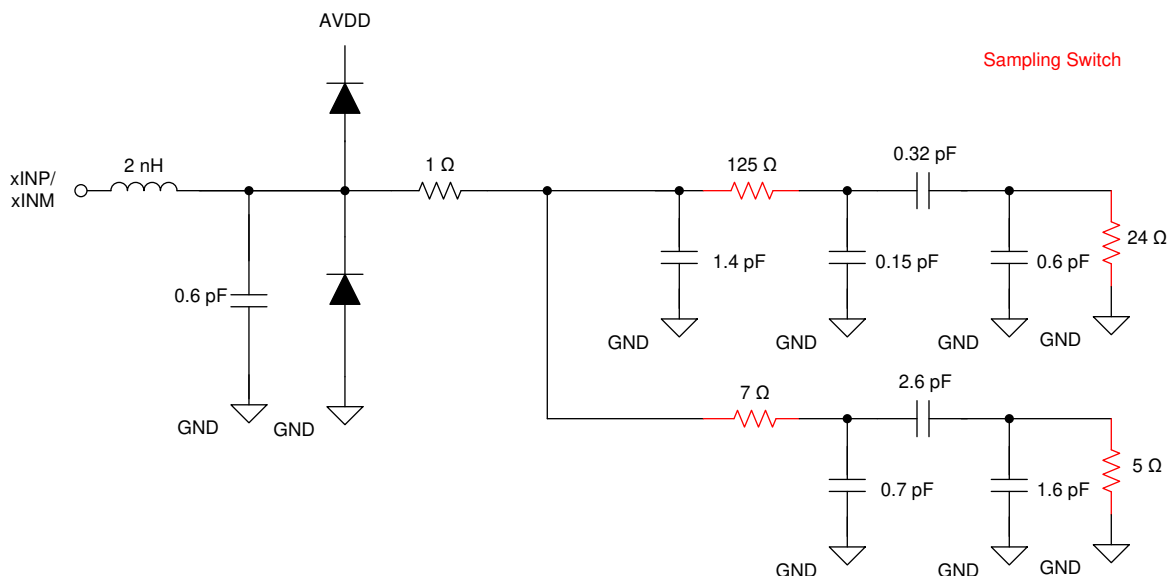 AVDD
Sampling Switch
2 nH
1 Ω
125 Ω
0.32 pF
xINP/
xINM
24 Ω
1.4 pF
0.15 pF
0.6 pF
0.6 pF
GND
GND
GND
GND
7 Ω
2.6 pF
GND
GND
5 Ω
0.7 pF
1.6 pF
GND
GND
GND